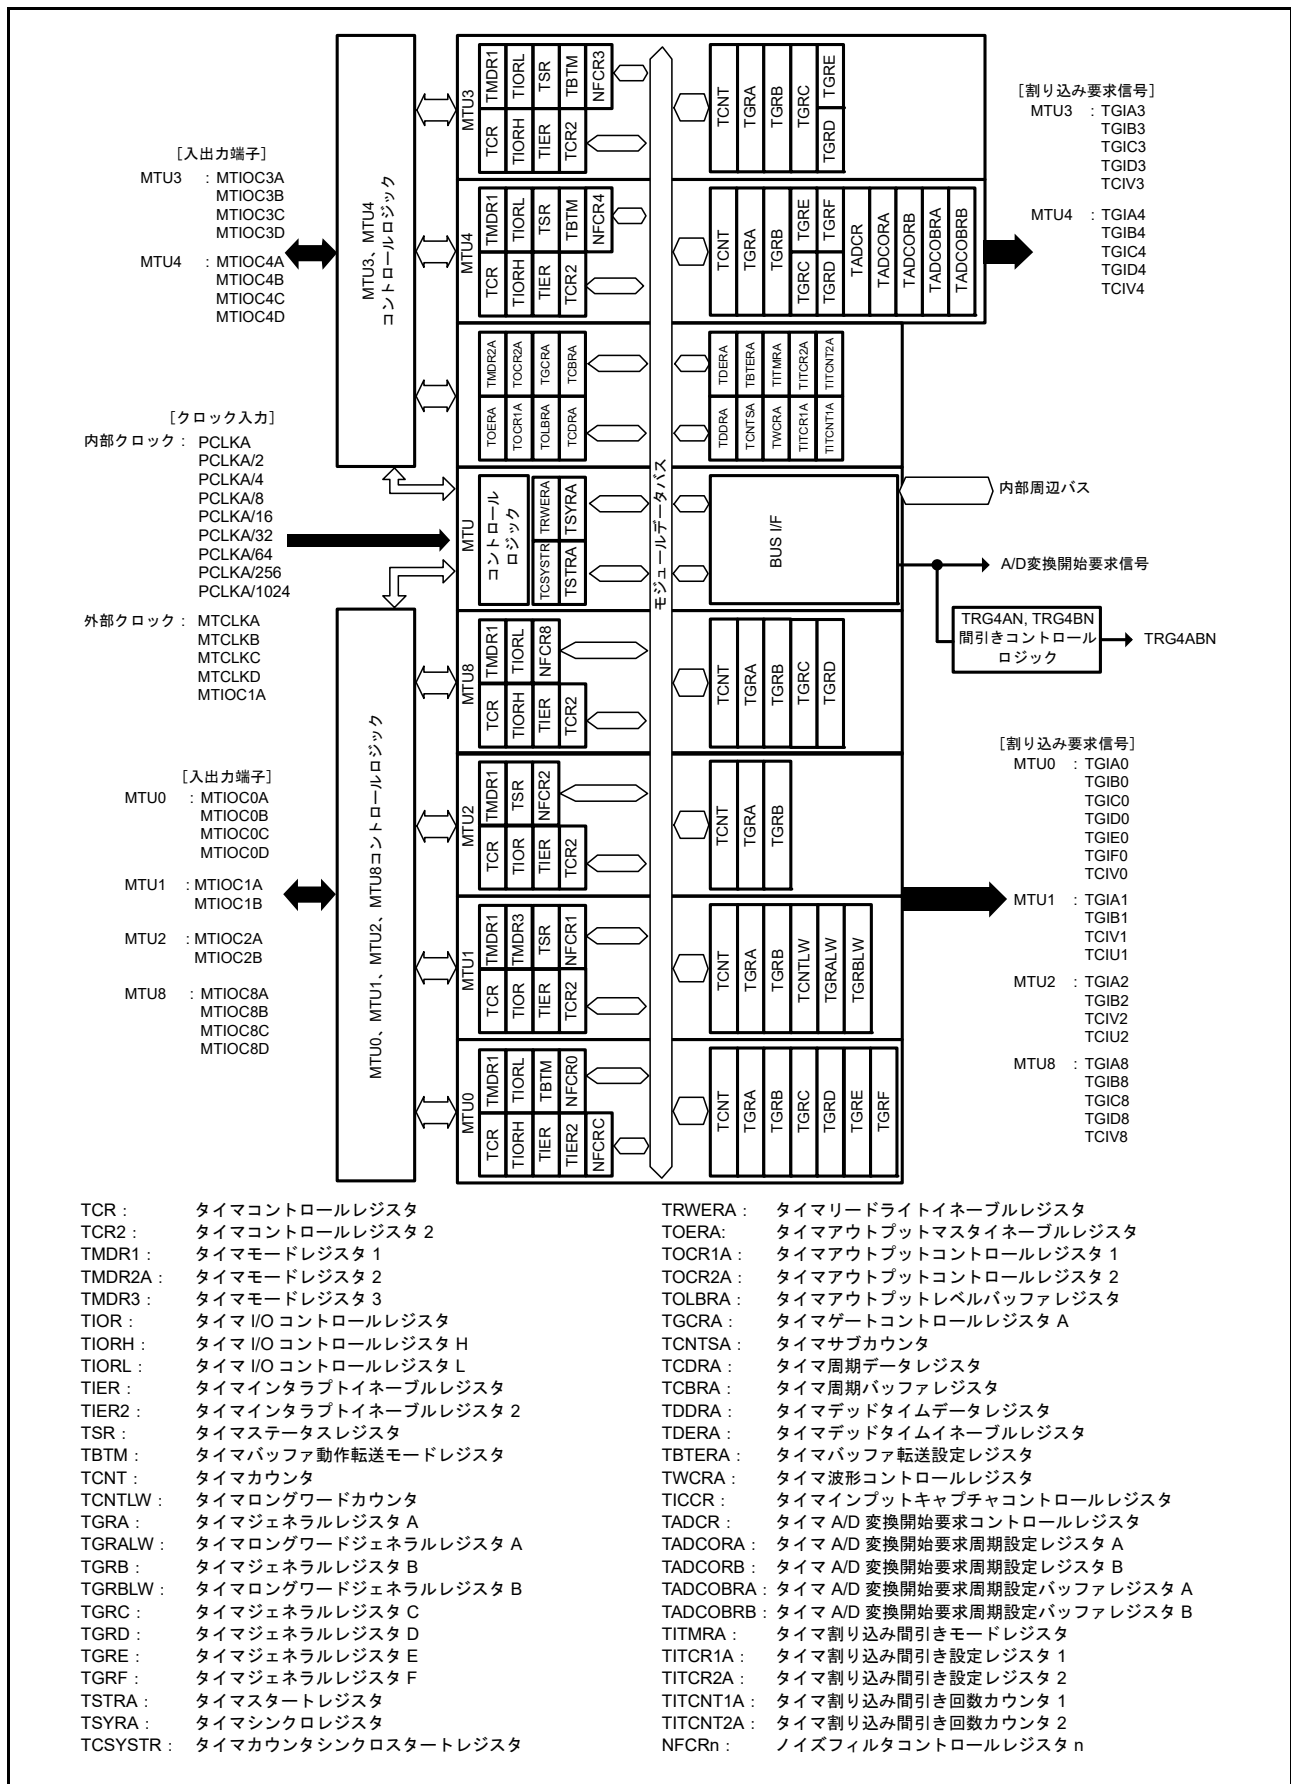 [入出力端子]
MTU3 : MTIOC3A
MTIOC3B
MTIOC3C
MTIOC3D
MTU4 : MTIOC4A
MTIOC4B
MTIOC4C
MTIOC4D
[クロック入力]
内部クロック : PCLKA
PCLKA/2
PCLKA/4
PCLKA/8
PCLKA/16
PCLKA/32
PCLKA/64
PCLKA/256
PCLKA/1024
外部クロック : MTCLKA
MTCLKB
MTCLKC
MTCLKD
MTIOC1A
[入出力端子]
MTU0 : MTIOC0A
MTIOC0B
MTIOC0C
MTIOC0D
MTU1 : MTIOC1A
MTIOC1B
MTU2 : MTIOC2A
MTIOC2B
MTU8 : MTIOC8A
MTIOC8B
MTIOC8C
MTIOC8D
MTU3、MTU4
コントロールロジック
MTU0、MTU1、MTU2、MTU8コントロールロジック
MTU3
TMDR1
TIORL
TSR
TBTM
NFCR3
TCR
TIORH
TIER
TCR2
TCNT
TGRA
TGRB
TGRC
TGRE
TGRD
MTU4
TMDR1
TIORL
TSR
TBTM
NFCR4
TCR
TIORH
TIER
TCR2
TCNT
TGRA
TGRB
TGRE
TGRF
TGRC
TGRD
TADCR
TADCORA
TADCORB
TADCOBRA
TADCOBRB
TMDR2A
TOCR2A
TGCRA
TCBRA
TOERA
TOCR1A
TOLBRA
TCDRA
TDERA
TBTERA
TITMRA
TITCR2A
TITCNT2A
TDDRA
TCNTSA
TWCRA
TITCR1A
TITCNT1A
MTU
コントロール
ロジック
TRWERA
TSYRA
TCSYSTR
TSTRA
モジュールデータバス
BUS I/F
MTU8
TMDR1
TIORL
NFCR8
TCR
TIORH
TIER
TCR2
TCNT
TGRA
TGRB
TGRC
TGRD
MTU2
TMDR1
TSR
NFCR2
TCR
TIOR
TIER
TCR2
TCNT
TGRA
TGRB
MTU1
TMDR1
TMDR3
TSR
NFCR1
TCR
TIOR
TIER
TCR2
TCNT
TGRA
TGRB
TCNTLW
TGRALW
TGRBLW
MTU0
TMDR1
TIORL
TBTM
NFCR0
TCR
TIORH
TIER
TIER2
NFCRC
TCNT
TGRA
TGRB
TGRC
TGRD
TGRE
TGRF
[割り込み要求信号]
MTU3 : TGIA3
TGIB3
TGIC3
TGID3
TCIV3
MTU4 : TGIA4
TGIB4
TGIC4
TGID4
TCIV4
内部周辺バス
A/D変換開始要求信号
TRG4AN, TRG4BN
間引きコントロール
ロジック
TRG4ABN
[割り込み要求信号]
MTU0 : TGIA0
TGIB0
TGIC0
TGID0
TGIE0
TGIF0
TCIV0
MTU1 : TGIA1
TGIB1
TCIV1
TCIU1
MTU2 : TGIA2
TGIB2
TCIV2
TCIU2
MTU8 : TGIA8
TGIB8
TGIC8
TGID8
TCIV8
TCR : タイマコントロールレジスタ
TCR2 : タイマコントロールレジスタ 2
TMDR1 : タイマモードレジスタ 1
TMDR2A : タイマモードレジスタ 2
TMDR3 : タイマモードレジスタ 3
TIOR : タイマ I/O コントロールレジスタ
TIORH : タイマ I/O コントロールレジスタ H
TIORL : タイマ I/O コントロールレジスタ L
TIER : タイマインタラプトイネーブルレジスタ
TIER2 : タイマインタラプトイネーブルレジスタ 2
TSR : タイマステータスレジスタ
TBTM : タイマバッファ動作転送モードレジスタ
TCNT : タイマカウンタ
TCNTLW : タイマロングワードカウンタ
TGRA : タイマジェネラルレジスタ A
TGRALW : タイマロングワードジェネラルレジスタ A
TGRB : タイマジェネラルレジスタ B
TGRBLW : タイマロングワードジェネラルレジスタ B
TGRC : タイマジェネラルレジスタ C
TGRD : タイマジェネラルレジスタ D
TGRE : タイマジェネラルレジスタ E
TGRF : タイマジェネラルレジスタ F
TSTRA : タイマスタートレジスタ
TSYRA : タイマシンクロレジスタ
TCSYSTR : タイマカウンタシンクロスタートレジスタ
TRWERA : タイマリードライトイネーブルレジスタ
TOERA: タイマアウトプットマスタイネーブルレジスタ
TOCR1A : タイマアウトプットコントロールレジスタ 1
TOCR2A : タイマアウトプットコントロールレジスタ 2
TOLBRA : タイマアウトプットレベルバッファレジスタ
TGCRA : タイマゲートコントロールレジスタ A
TCNTSA : タイマサブカウンタ
TCDRA : タイマ周期データレジスタ
TCBRA : タイマ周期バッファレジスタ
TDDRA : タイマデッドタイムデータレジスタ
TDERA : タイマデッドタイムイネーブルレジスタ
TBTERA : タイマバッファ転送設定レジスタ
TWCRA : タイマ波形コントロールレジスタ
TICCR : タイマインプットキャプチャコントロールレジスタ
TADCR : タイマ A/D 変換開始要求コントロールレジスタ
TADCORA : タイマ A/D 変換開始要求周期設定レジスタ A
TADCORB : タイマ A/D 変換開始要求周期設定レジスタ B
TADCOBRA : タイマ A/D 変換開始要求周期設定バッファレジスタ A
TADCOBRB : タイマ A/D 変換開始要求周期設定バッファレジスタ B
TITMRA : タイマ割り込み間引きモードレジスタ
TITCR1A : タイマ割り込み間引き設定レジスタ 1
TITCR2A : タイマ割り込み間引き設定レジスタ 2
TITCNT1A : タイマ割り込み間引き回数カウンタ 1
TITCNT2A : タイマ割り込み間引き回数カウンタ 2
NFCRn : ノイズフィルタコントロールレジスタ n